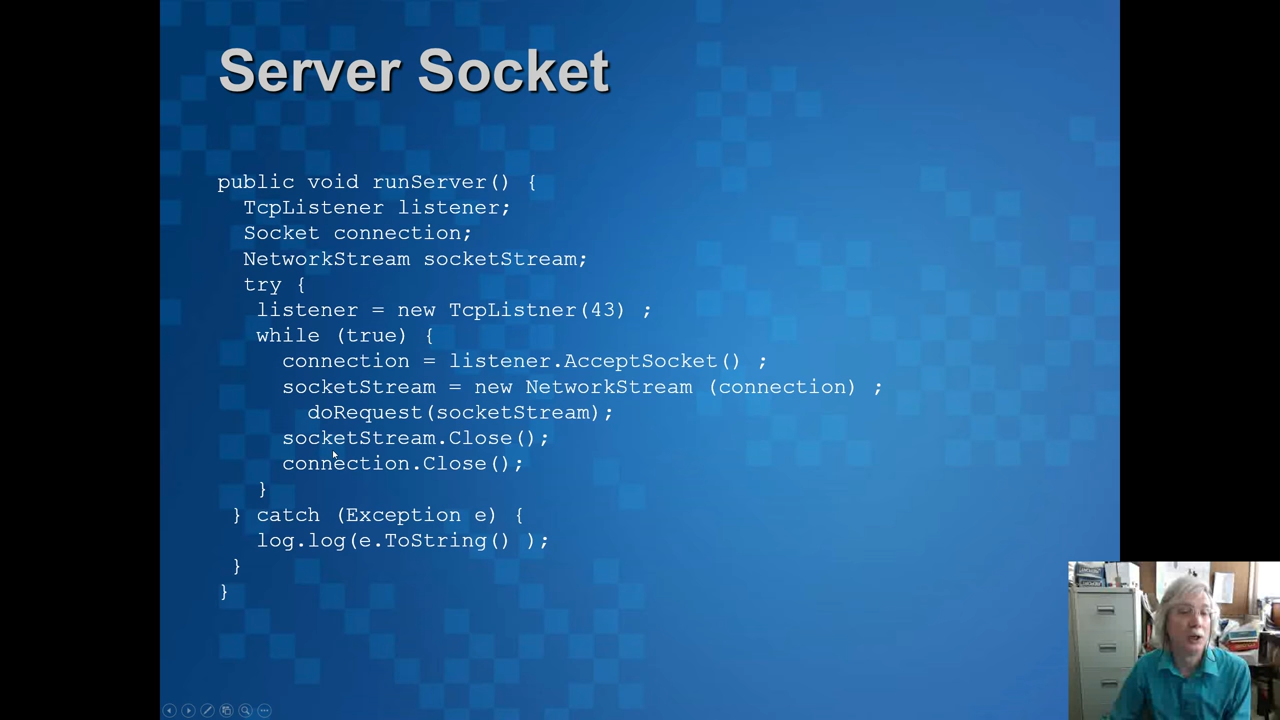 Server Socket
public void runServer() {
TcpListener listener;
Socket connection;
NetworkStream socketStream;
try {
listener = new TcpListner(43) ;
while (true) {
connection = listener.AcceptSocket() ;
socketStream = new NetworkStream (connection) ;
doRequest(socketStream);
socketStream.Close();
connection.Close();
}
} catch (Exception e) {
log.log(e.ToString() );
}
}